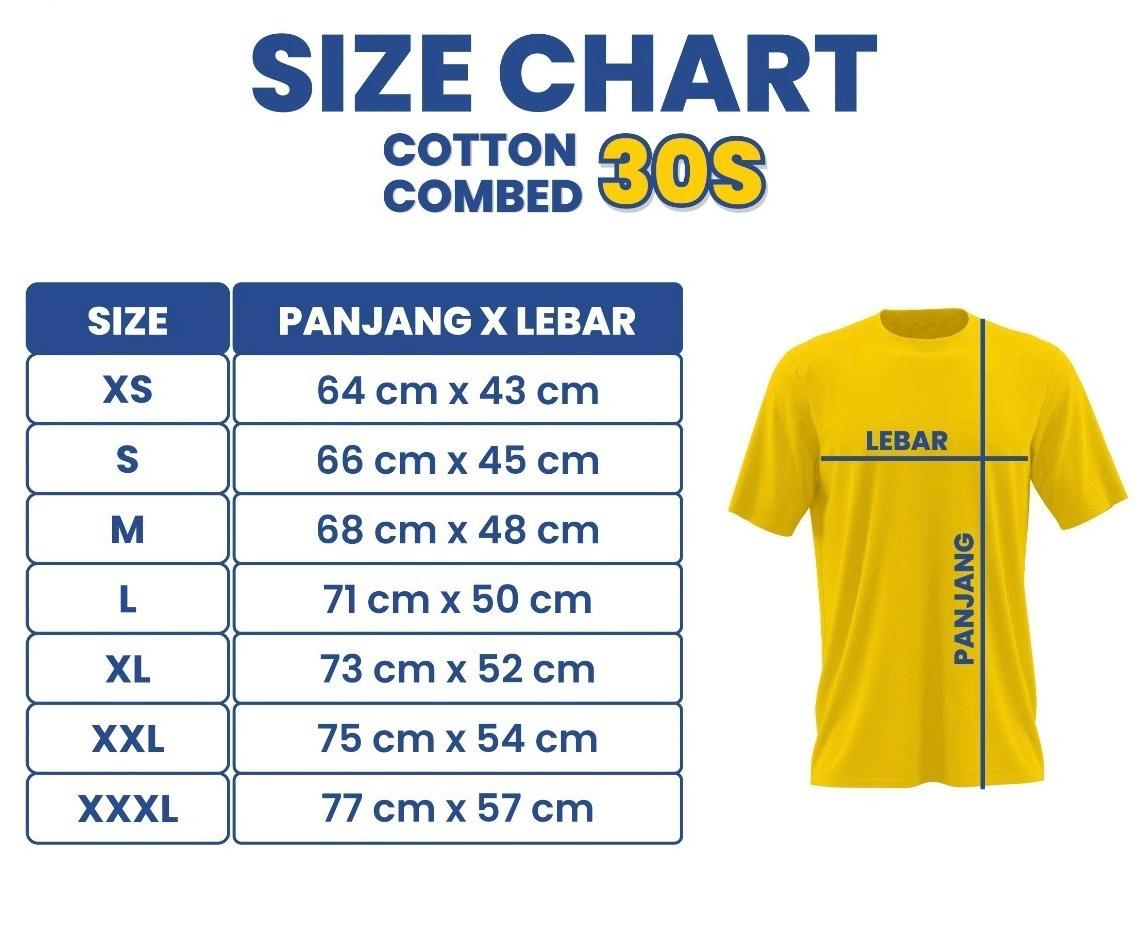 SIZE CHART
COTTON
COMBED 30S
SIZE PANJANG X LEBAR
XS 64 cm x 43 cm
S 66 cm x 45 cm
M 68 cm x 48 cm
L 71 cm x 50 cm
XL 73 cm x 52 cm
XXL 75 cm x 54 cm
XXXL 77 cm x 57 cm
LEBAR
PANJANG